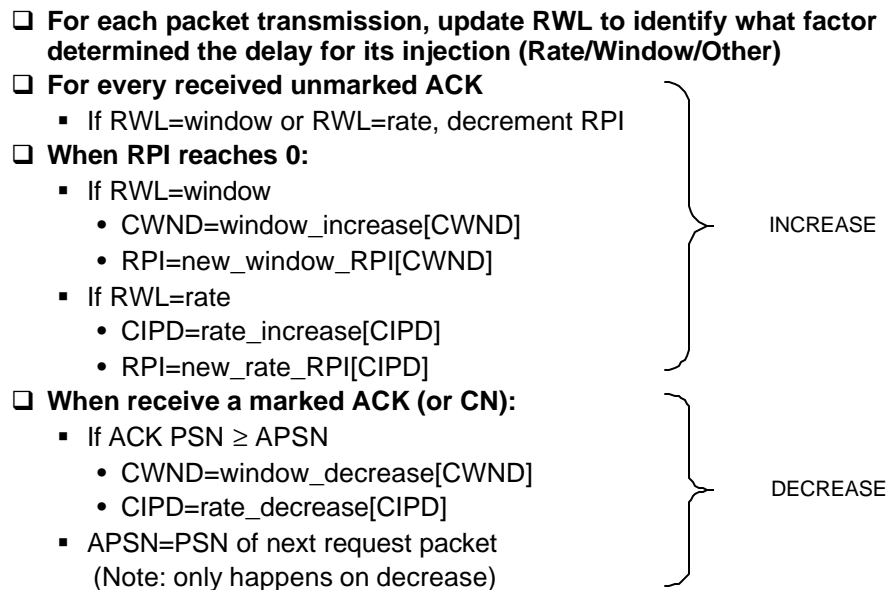 ❑ For each packet transmission, update RWL to identify what factor
determined the delay for its injection (Rate/Window/Other)
❑ For every received unmarked ACK
▪ If RWL=window or RWL=rate, decrement RPI
❑ When RPI reaches 0:
▪ If RWL=window
• CWND=window_increase[CWND]
• RPI=new_window_RPI[CWND]
▪ If RWL=rate
• CIPD=rate_increase[CIPD]
• RPI=new_rate_RPI[CIPD]
INCREASE
❑ When receive a marked ACK (or CN):
▪ If ACK PSN ≥ APSN
• CWND=window_decrease[CWND]
• CIPD=rate_decrease[CIPD]
▪ APSN=PSN of next request packet
(Note: only happens on decrease)
DECREASE